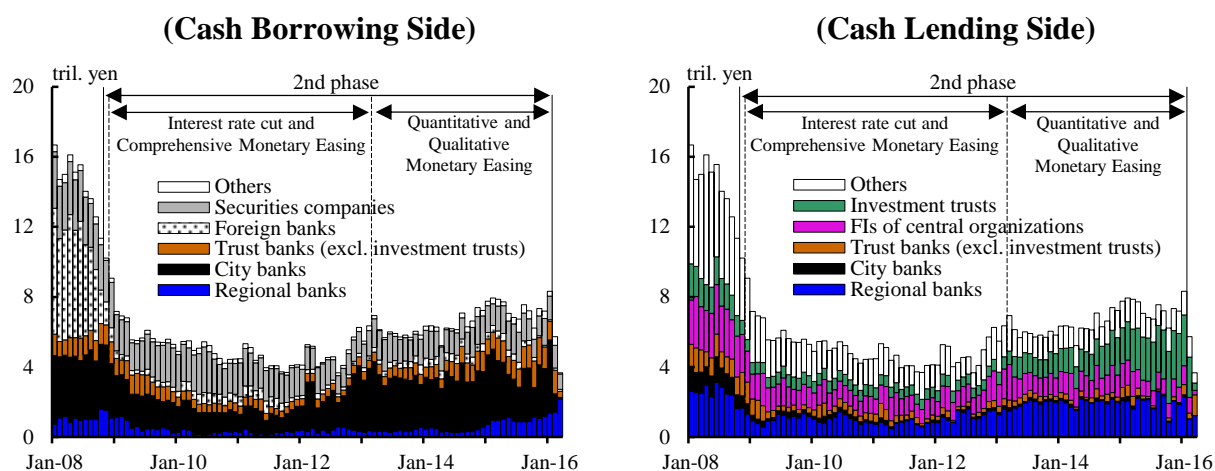 (Cash Borrowing Side)
tril. yen
20
16
12
8
4
0
2nd phase
Interest rate cut and
Comprehensive Monetary Easing
Quantitative and
Qualitative
Monetary Easing
Others
Securities companies
Foreign banks
Trust banks (excl. investment trusts)
City banks
Regional banks
Jan-08 Jan-10 Jan-12 Jan-14 Jan-16
(Cash Lending Side)
tril. yen
20
16
12
8
4
0
2nd phase
Interest rate cut and
Comprehensive Monetary Easing
Quantitative and
Qualitative
Monetary Easing
Others
Investment trusts
FIs of central organizations
Trust banks (excl. investment trusts)
City banks
Regional banks
Jan-08 Jan-10 Jan-12 Jan-14 Jan-16